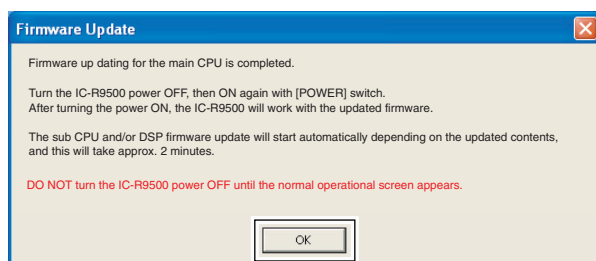 Firmware Update
Firmware up dating for the main CPU is completed.
Turn the IC-R9500 power OFF, then ON again with [POWER] switch.
After turning the power ON, the IC-R9500 will work with the updated firmware.
The sub CPU and/or DSP firmware update will start automatically depending on the updated contents,
and this will take approx. 2 minutes.
DO NOT turn the IC-R9500 power OFF until the normal operational screen appears.
OK